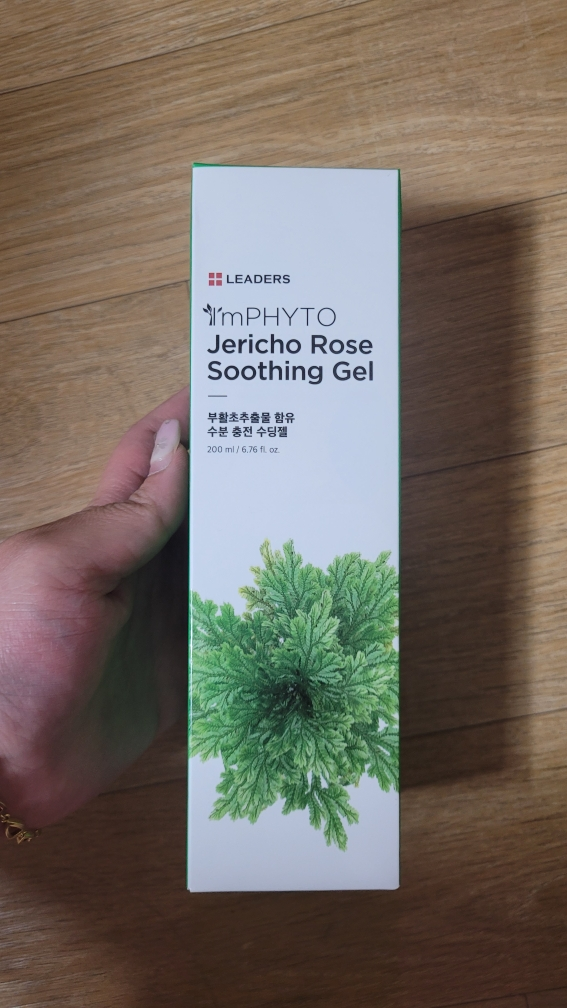 LEADERS
I'mPHYTO
Jericho Rose
Soothing Gel
부활초추출물 함유
수분 충전 수딩젤
200 ml / 6.76 fl. oz.